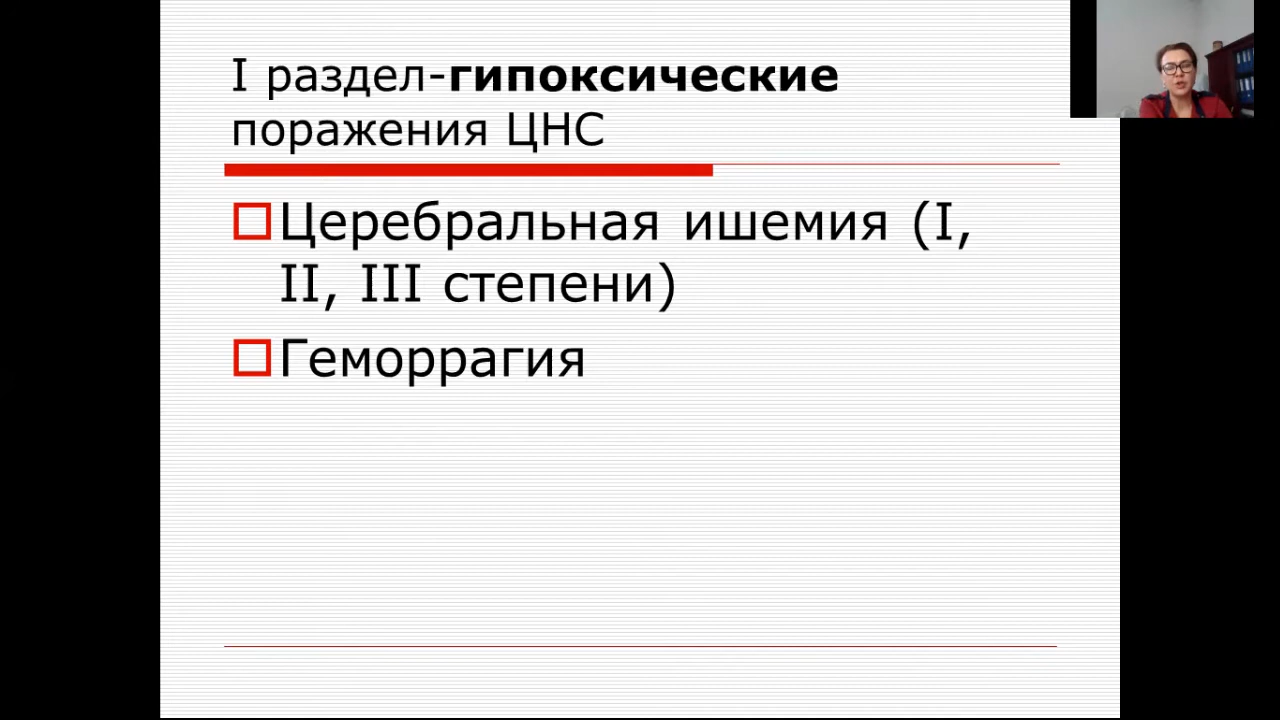 I раздел-гипоксические
поражения ЦНС
Церебральная ишемия (I,
II, III степени)
Геморрагия